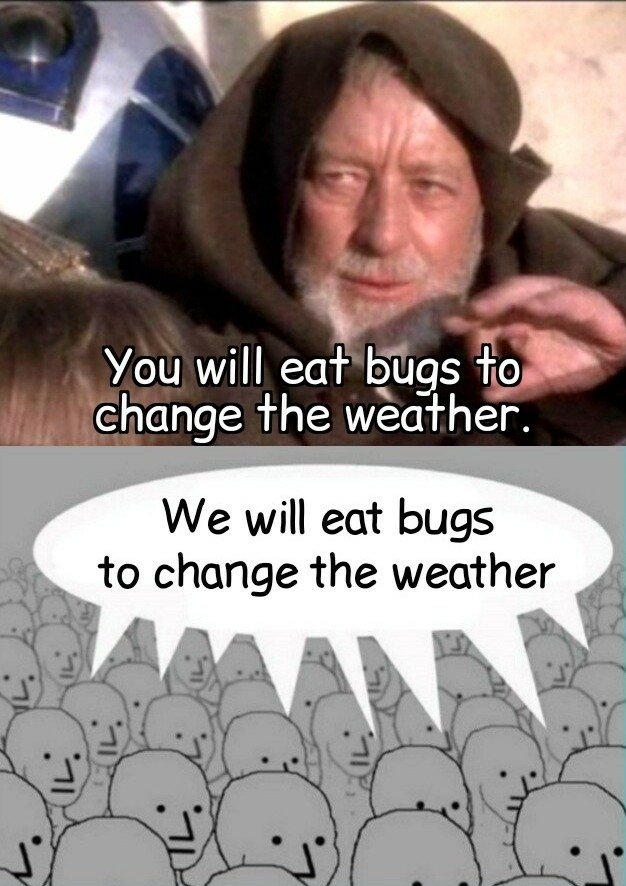 You will eat bugs to
change the weather.
We will eat bugs
to change the weather